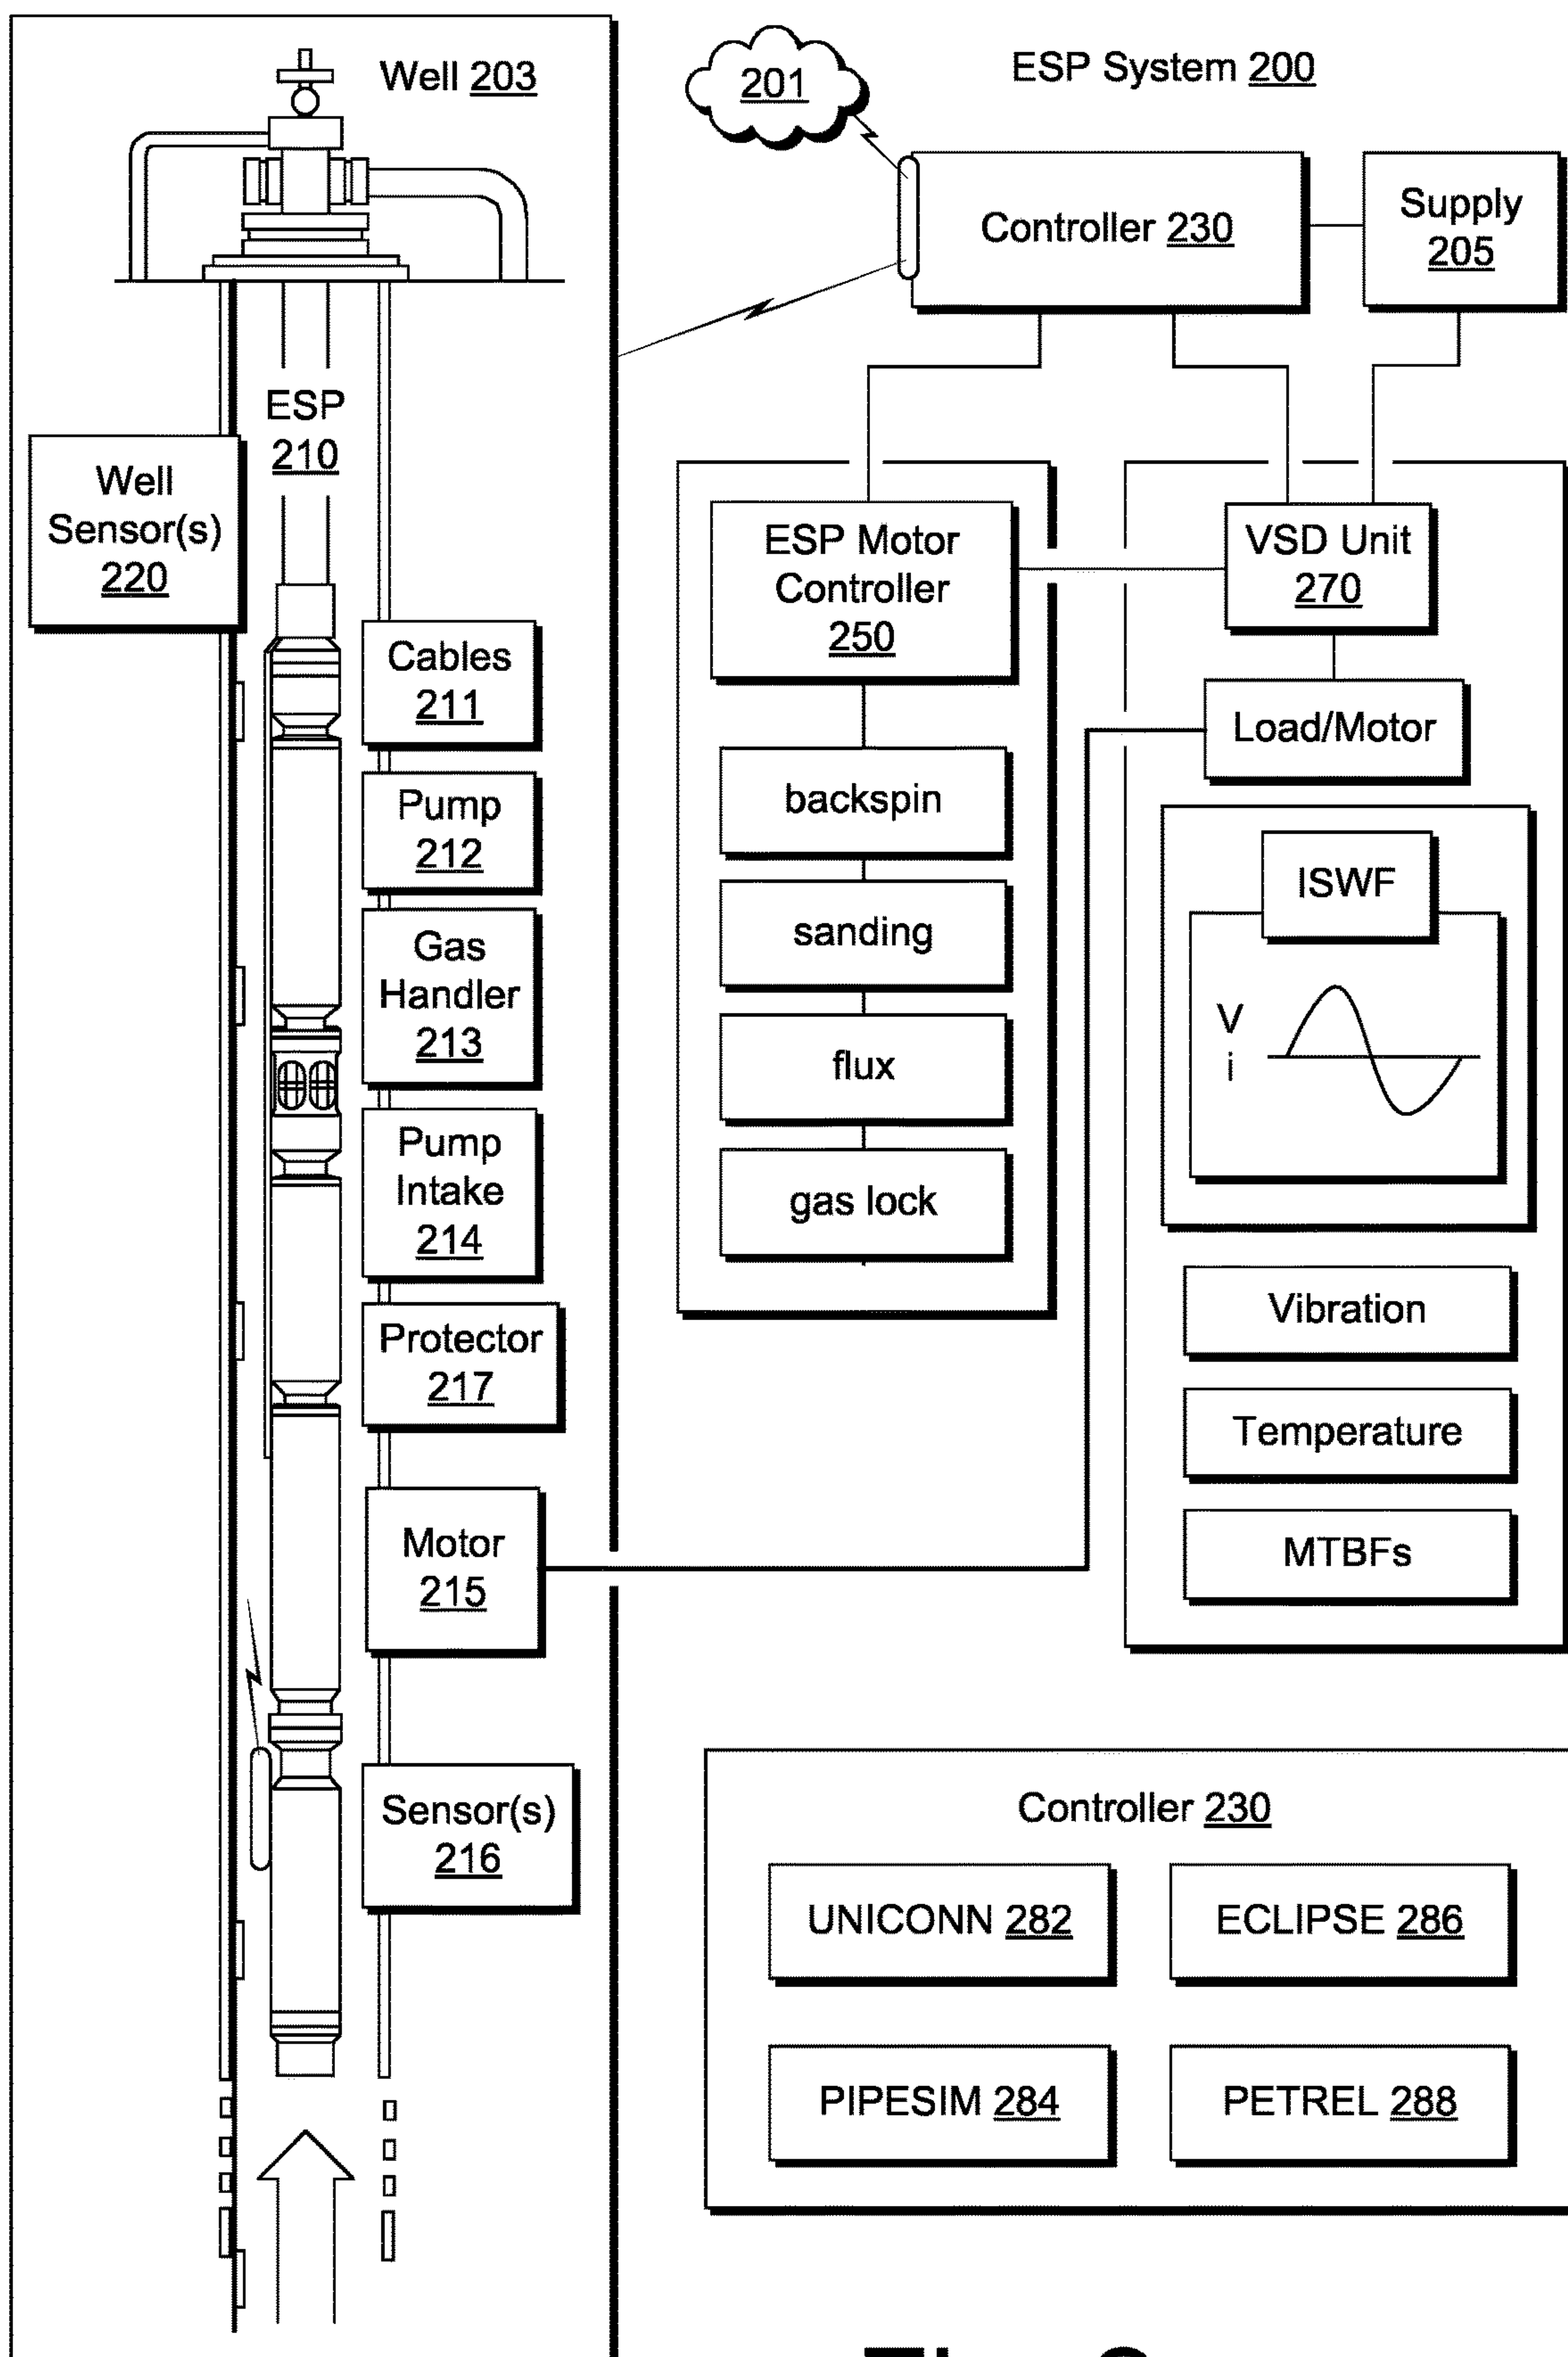 Well 203
201
ESP System 200
Controller 230
Supply
205
ESP
210
Well
Sensor(s)
220
Cables
211
Pump
212
Gas
Handler
213
Pump
Intake
214
Protector
217
Motor
215
Sensor(s)
216
ESP Motor
Controller
250
backspin
sanding
flux
gas lock
VSD Unit
270
Load/Motor
ISWF
V
i
Vibration
Temperature
MTBFs
Controller 230
UNICONN 282
ECLIPSE 286
PIPESIM 284
PETREL 288